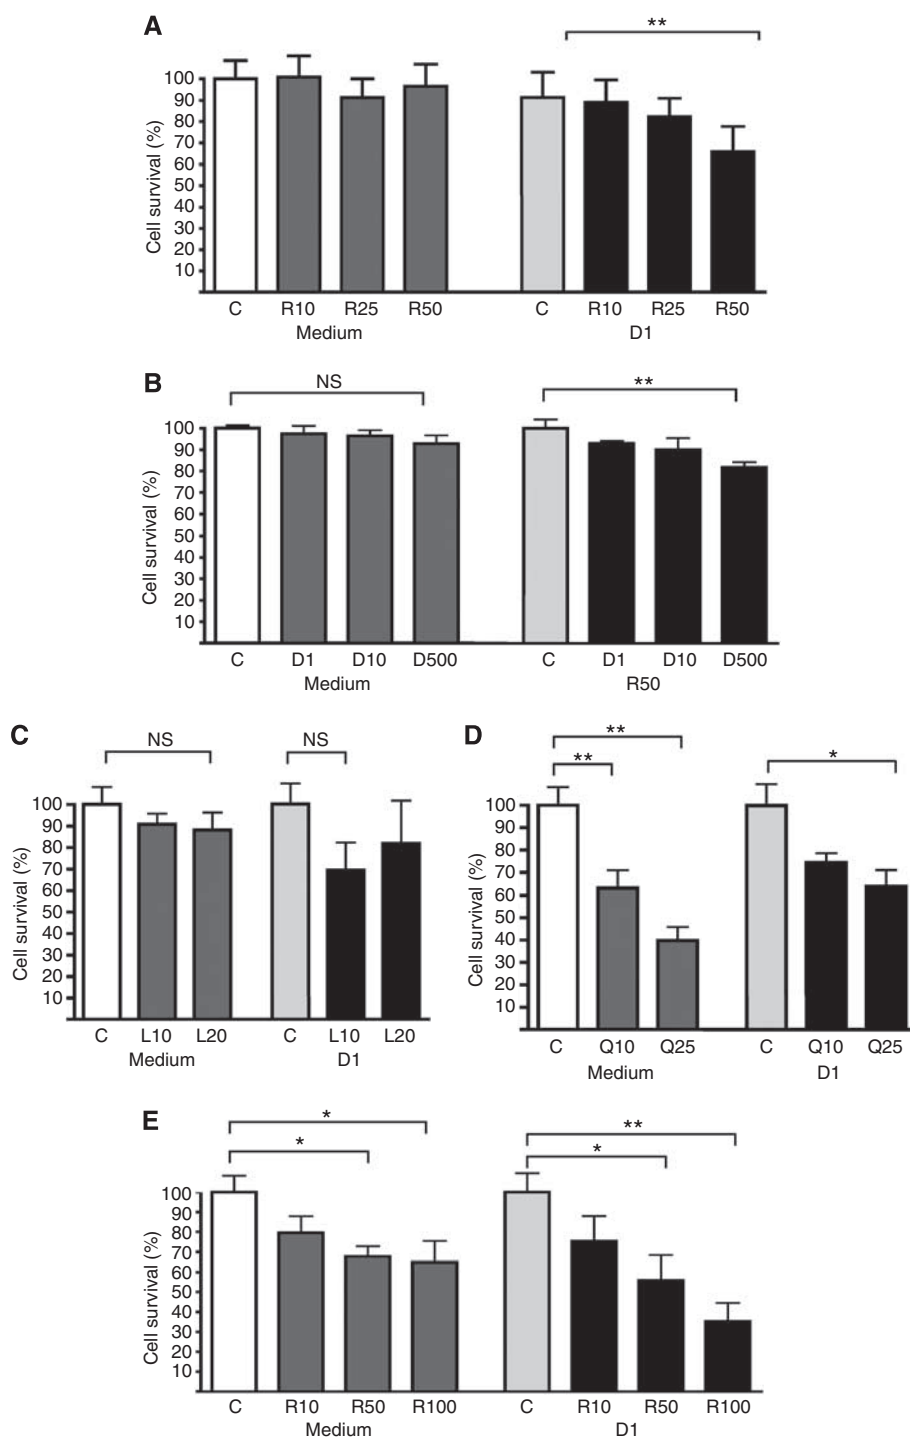 A
**
Cell survival (%)
100
90
80
70
60
50
40
30
20
10
C R10 R25 R50 C R10 R25 R50
Medium D1
B
NS **
Cell survival (%)
100
90
80
70
60
50
40
30
20
10
C D1 D10 D500 C D1 D10 D500
Medium R50
C
NS NS
Cell survival (%)
100
90
80
70
60
50
40
30
20
10
C L10 L20 C L10 L20
Medium D1
D
**
**
*
Cell survival (%)
100
90
80
70
60
50
40
30
20
10
C Q10 Q25 C Q10 Q25
Medium D1
E
*
*
**
*
Cell survival (%)
100
90
80
70
60
50
40
30
20
10
C R10 R50 R100 C R10 R50 R100
Medium D1